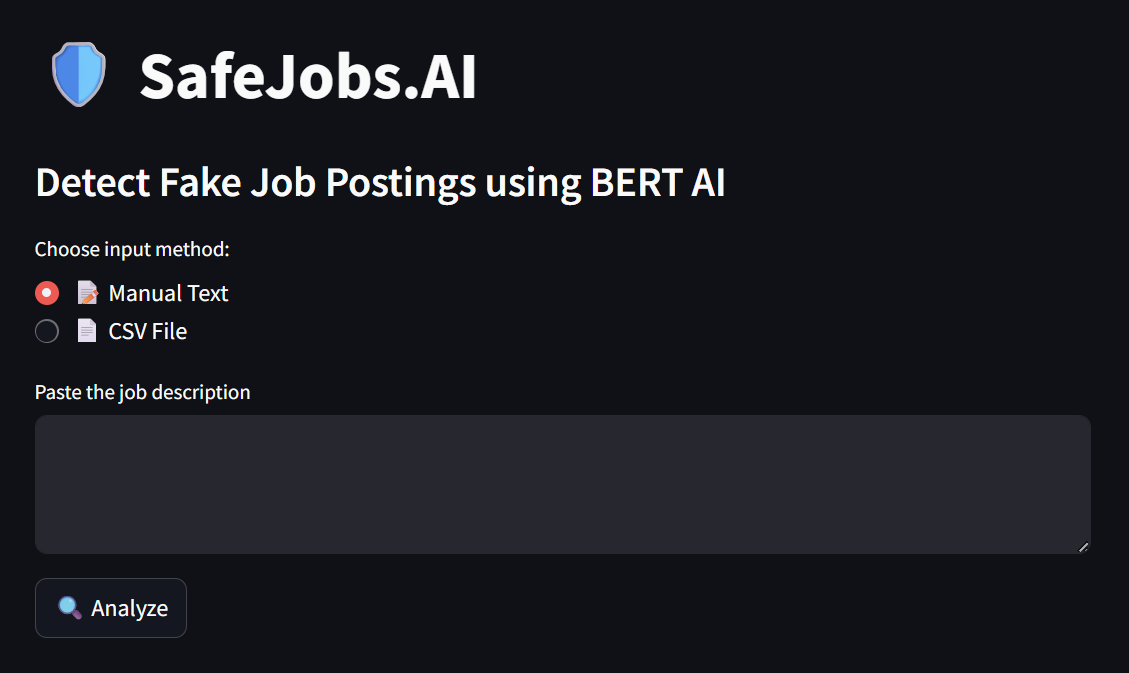 SafeJobs.AI
Detect Fake Job Postings using BERT AI
Choose input method:
Manual Text
CSV File
Paste the job description
Analyze